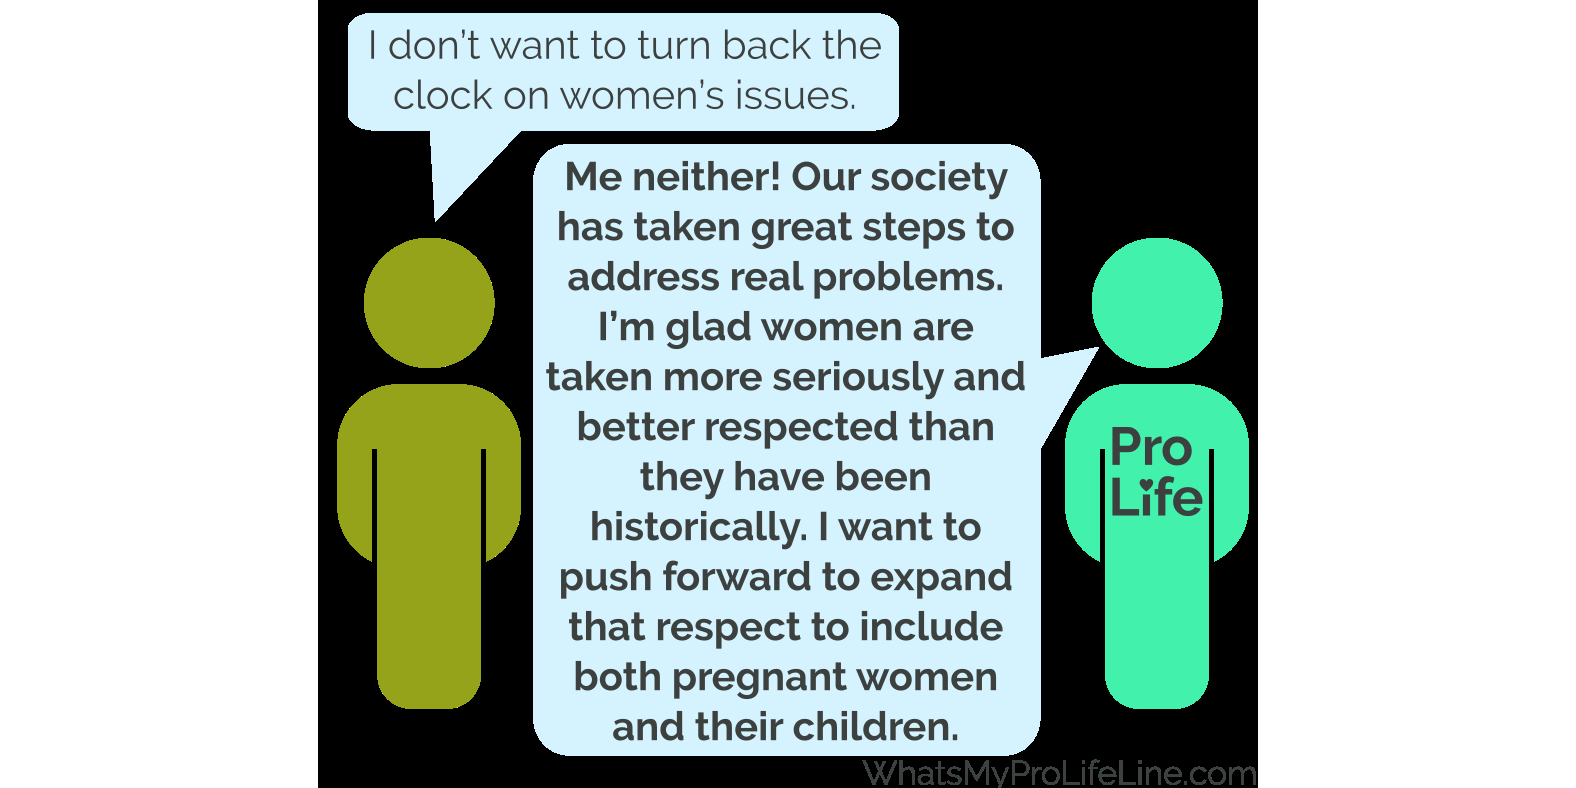 I don't want to turn back the
clock on women's issues.
Me neither! Our society
has taken great steps to
address real problems.
I'm glad women are
taken more seriously and
better respected than
they have been
historically. I want to
push forward to expand
that respect to include
both pregnant women
and their children.
Pro
Life
WhatsMyProLifeLine.com